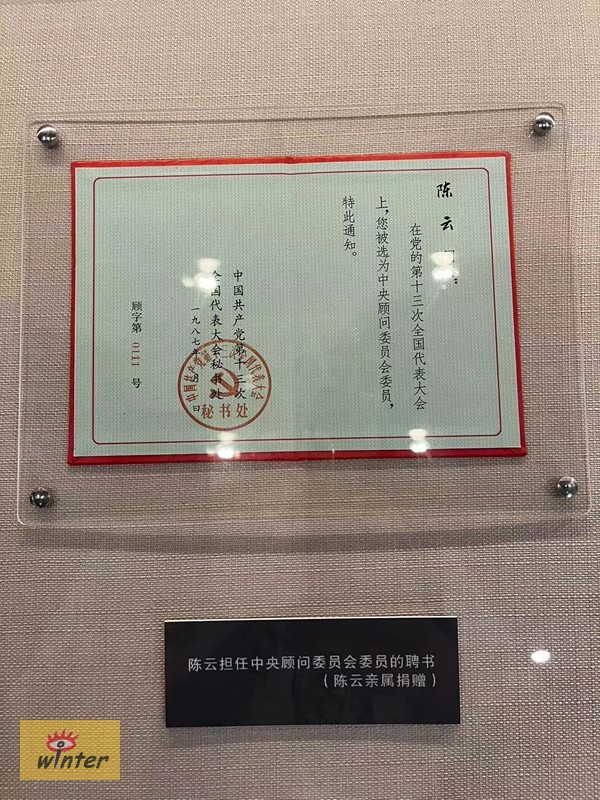 陈云
在党的第十三次全国代表大会
上,您被选为中央顾问委员会委员,
特此通知。
中国共产党第十三次
全国代表大会秘书处
一九八七年
秘书处
顾字第
号
陈云担任中央顾问委员会委员的聘书
(陈云亲属捐赠)
winter